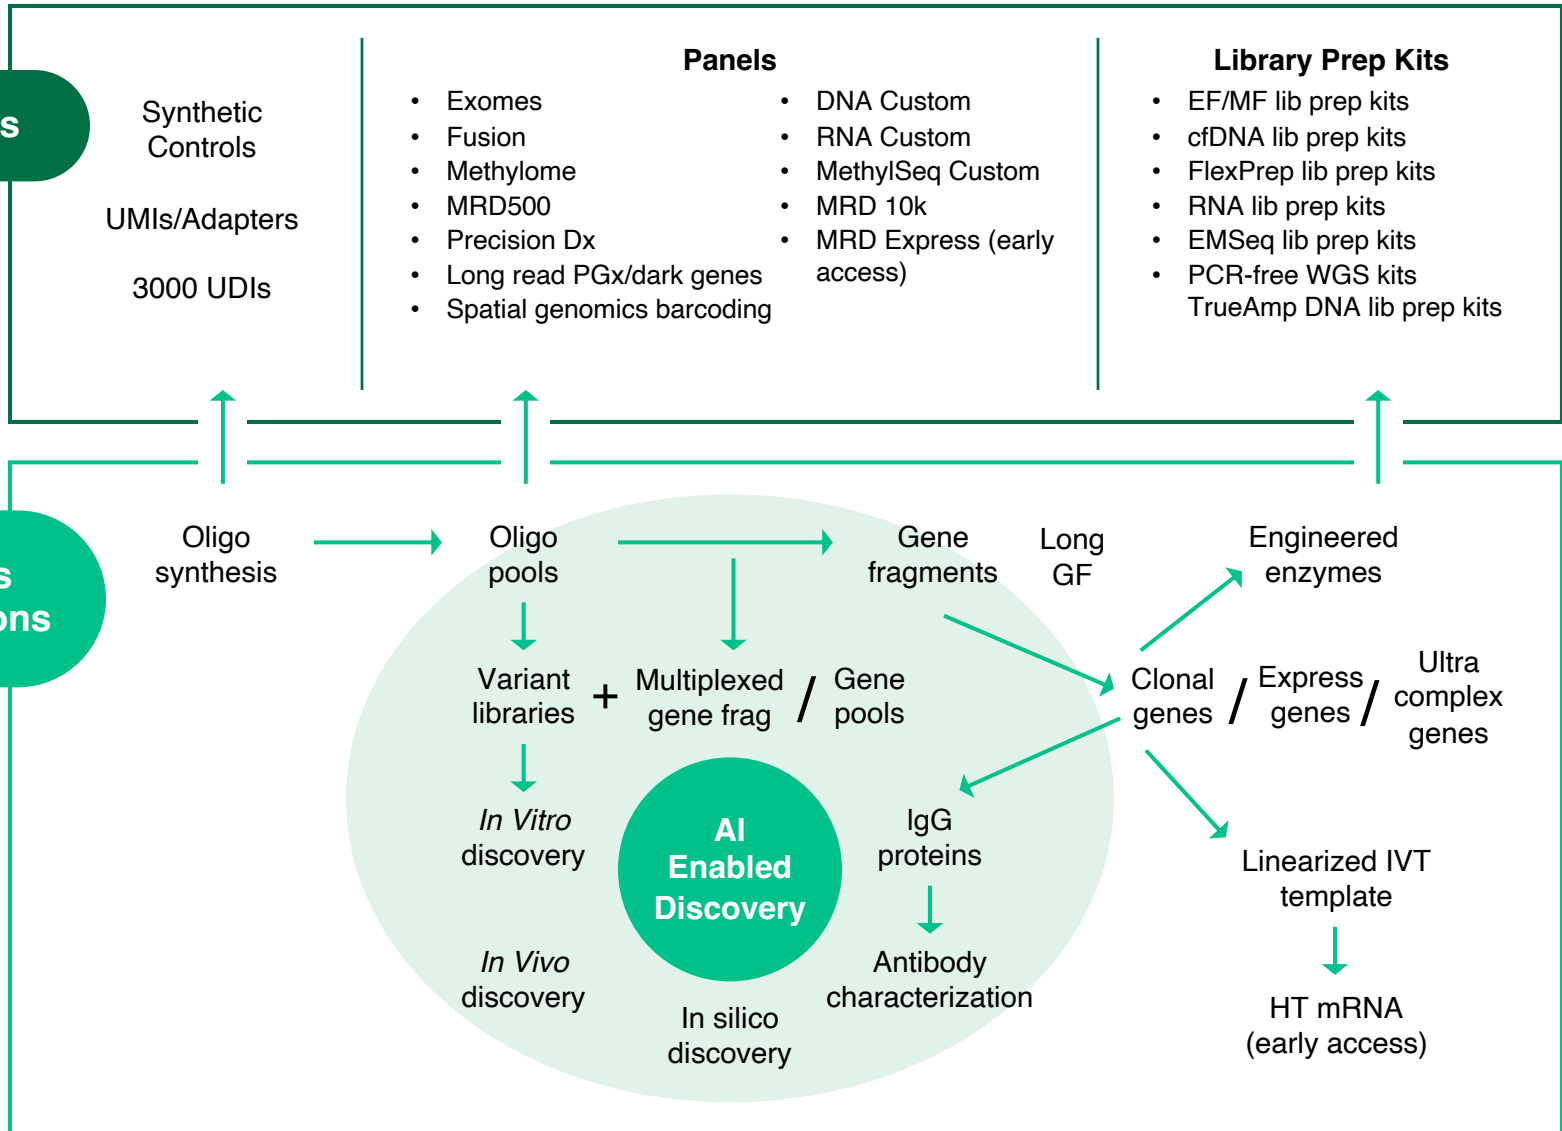 s
Synthetic
Controls
UMIs/Adapters
3000 UDIs
Panels
• Exomes
• Fusion
• Methylome
• MRD500
• Precision Dx
• Long read PGx/dark genes
• Spatial genomics barcoding
• DNA Custom
• RNA Custom
• MethylSeq Custom
• MRD 10k
• MRD Express (early
access)
Library Prep Kits
• EF/MF lib prep kits
• cfDNA lib prep kits
• FlexPrep lib prep kits
• RNA lib prep kits
• EMSeq lib prep kits
• PCR-free WGS kits
TrueAmp DNA lib prep kits
s
ons
Oligo
synthesis
Oligo
pools
Gene
fragments
Long
GF
Engineered
enzymes
Variant
libraries
+
Multiplexed
gene frag
/
Gene
pools
Clonal
genes
/
Express
genes
/
Ultra
complex
genes
In Vitro
discovery
AI
Enabled
Discovery
IgG
proteins
Linearized IVT
template
In Vivo
discovery
In silico
discovery
Antibody
characterization
HT mRNA
(early access)